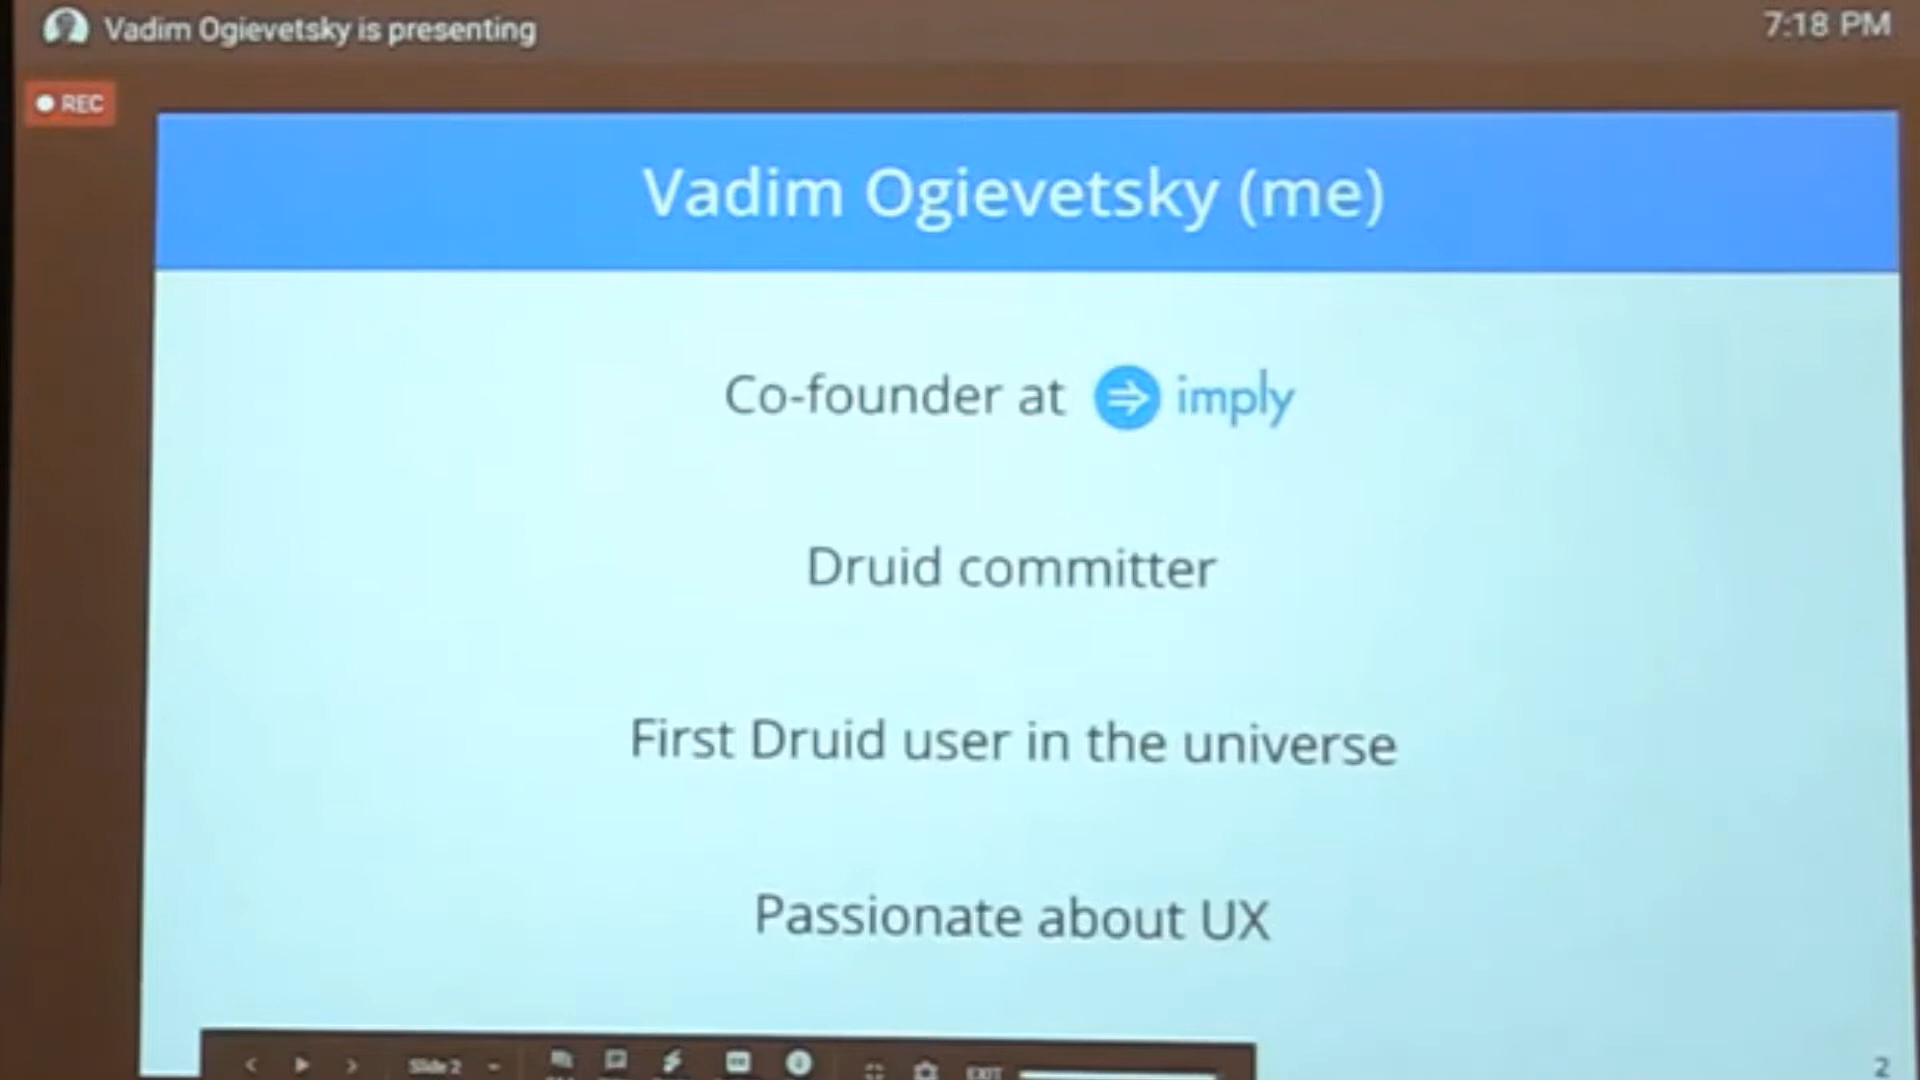 Vadim Ogievetsky is presenting
7:18 PM
REC
Vadim Ogievetsky (me)
Co-founder at imply
Druid committer
First Druid user in the universe
Passionate about UX
Slide 2
EXIT
2